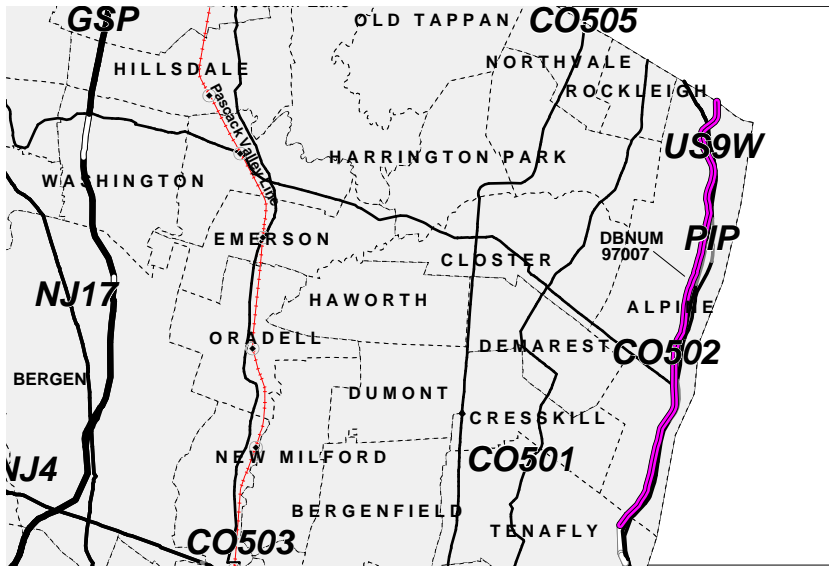 GSP
OLD TAPPAN
CO505
HILLSDALE
NORTHVALE
ROCKLEIGH
Pascack Valley Line
US9W
HARRINGTON PARK
WASHINGTON
EMERSON
DBNUM
97007
PIP
CLOSTER
NJ17
HAWORTH
ALPINE
ORADELL
DEMAREST
CO502
BERGEN
DUMONT
CRESSKILL
NEW MILFORD
CO501
NJ4
BERGENFIELD
TENAFLY
CO503